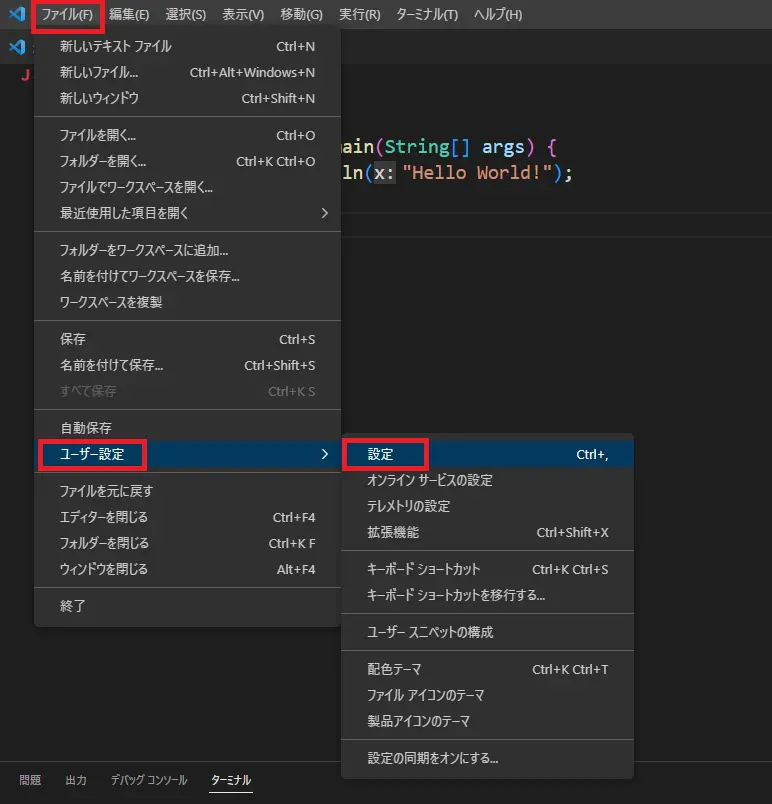 ファイル(F) 編集(E) 選択(S) 表示(V) 移動(G) 実行(R) ターミナル(T) ヘルプ(H)
新しいテキスト ファイル Ctrl+N
新しいファイル... Ctrl+Alt+Windows+N
新しいウィンドウ Ctrl+Shift+N
ファイルを開く... Ctrl+O
フォルダーを開く... Ctrl+K Ctrl+O
ファイルでワークスペースを開く...
最近使用した項目を開く
フォルダーをワークスペースに追加...
名前を付けてワークスペースを保存...
ワークスペースを複製
保存 Ctrl+S
名前を付けて保存... Ctrl+Shift+S
すべて保存 Ctrl+K S
自動保存
ユーザー設定
ファイルを元に戻す
エディターを閉じる Ctrl+F4
フォルダーを閉じる Ctrl+K F
ウィンドウを閉じる Alt+F4
終了
J
ain(String[] args) {
ln(x: "Hello World!");
設定 Ctrl+,
オンライン サービスの設定
テレメトリの設定
拡張機能 Ctrl+Shift+X
キーボード ショートカット Ctrl+K Ctrl+S
キーボード ショートカットを移行する...
ユーザー スニペットの構成
配色テーマ Ctrl+K Ctrl+T
ファイル アイコンのテーマ
製品アイコンのテーマ
設定の同期をオンにする...
問題 出力 デバッグ コンソール ターミナル